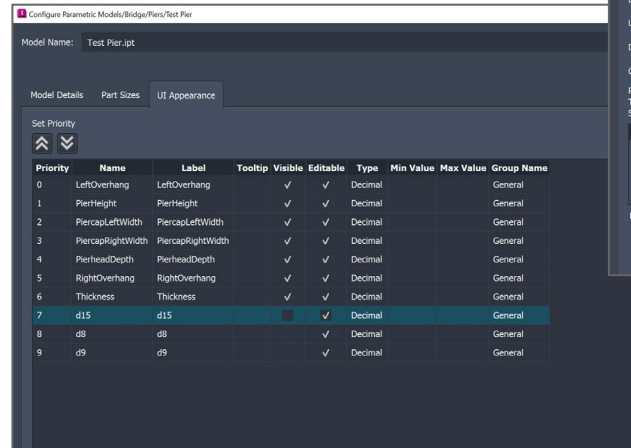 Configure Parametric Models/Bridge/Piers/Test Pier
Model Name: Test Pier.ipt
Model Details Part Sizes UI Appearance
Set Priority
Priority Name Label Tooltip Visible Editable Type Min Value Max Value Group Name
0 LeftOverhang LeftOverhang Decimal General
1 PierHeight PierHeight Decimal General
2 PiercapLeftWidth PiercapLeftWidth Decimal General
3 PiercapRightWidth PiercapRightWidth Decimal General
4 PierheadDepth PierheadDepth Decimal General
5 RightOverhang RightOverhang Decimal General
6 Thickness Thickness Decimal General
7 d15 d15 Decimal General
8 d8 d8 Decimal General
9 d9 d9 Decimal General